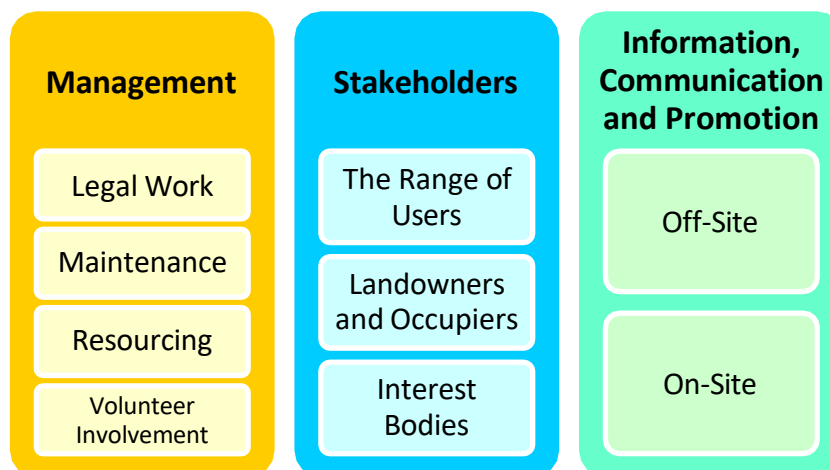 Management
Legal Work
Maintenance
Resourcing
Volunteer
Involvement
Stakeholders
The Range of
Users
Landowners
and Occupiers
Interest
Bodies
Information,
Communication
and Promotion
Off-Site
On-Site